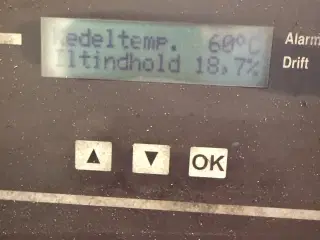 Kedeltemp. 60°C
Iltindhold 18,7%
Alarm
Drift
OK